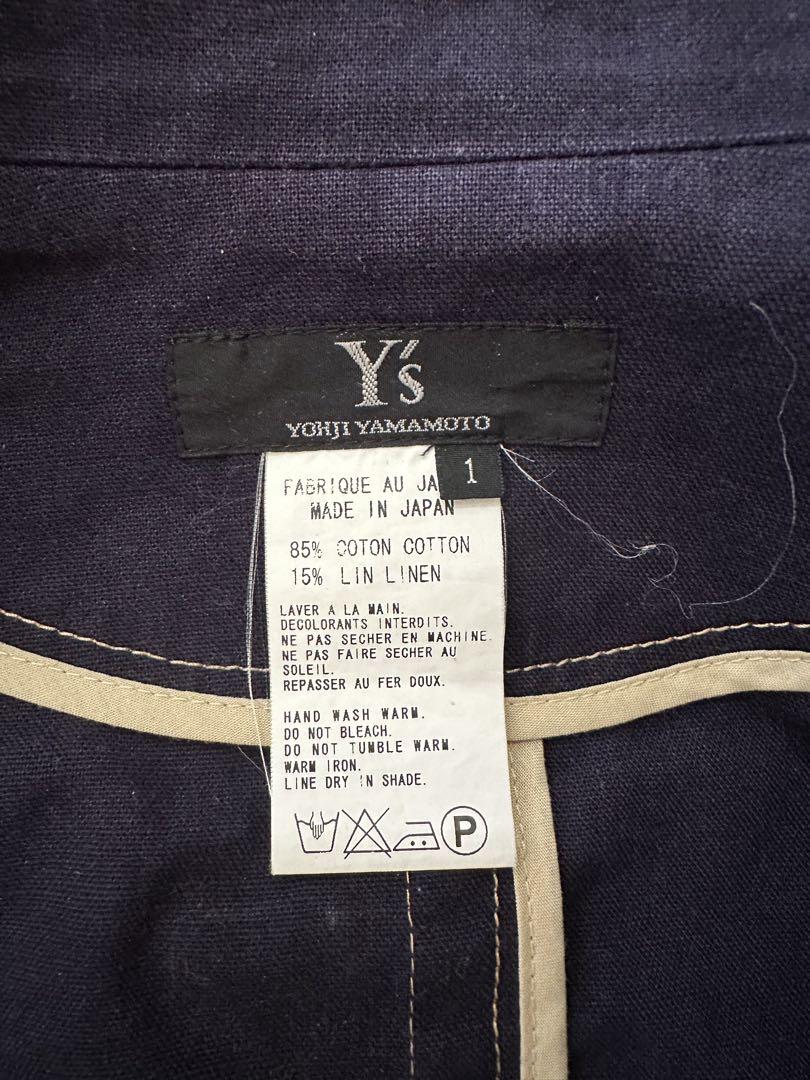 Y's
YOHJI YAMAMOTO
1
FABRIQUE AU JA
MADE IN JAPAN
85% COTON COTTON
15% LIN LINEN
LAVER A LA MAIN.
DECOLORANTS INTERDITS.
NE PAS SECHER EN MACHINE.
NE PAS FAIRE SECHER AU
SOLEIL.
REPASSER AU FER DOUX.
HAND WASH WARM.
DO NOT BLEACH.
DO NOT TUMBLE WARM.
WARM IRON.
LINE DRY IN SHADE.
P